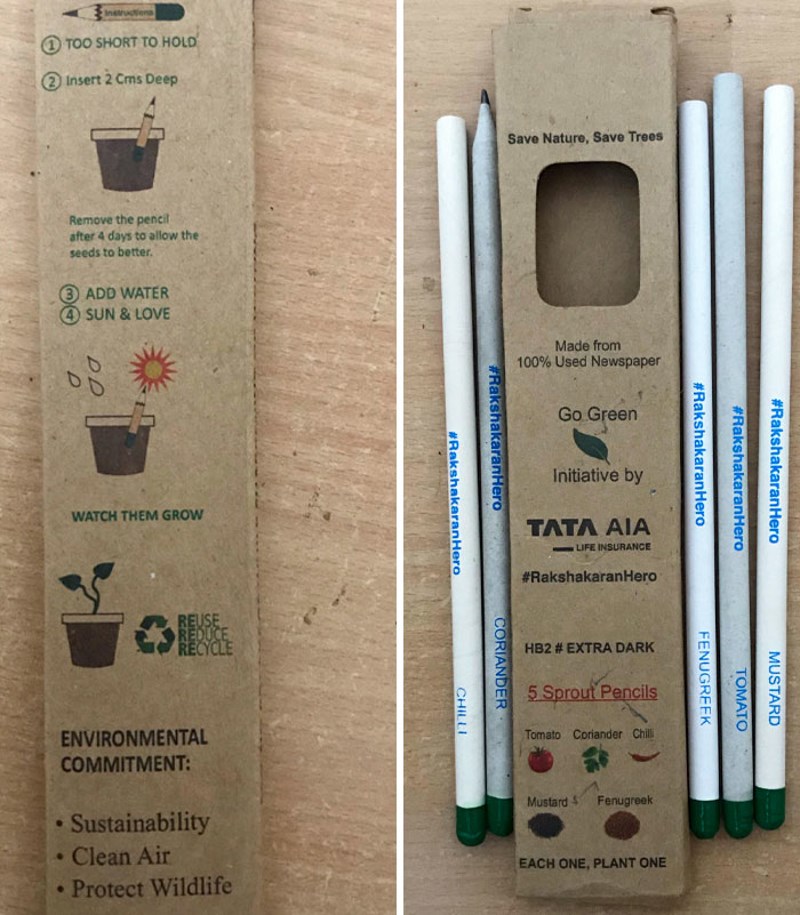 Instructions
① TOO SHORT TO HOLD
② Insert 2 Cms Deep
Remove the pencil
after 4 days to allow the
seeds to better.
③ ADD WATER
④ SUN & LOVE
WATCH THEM GROW
REUSE
REDUCE
RECYCLE
ENVIRONMENTAL
COMMITMENT:
• Sustainability
• Clean Air
• Protect Wildlife
#RakshakaranHero
CHILLI
#RakshakaranHero
CORIANDER
Save Nature, Save Trees
Made from
100% Used Newspaper
Go Green
Initiative by
TATA AIA
LIFE INSURANCE
#RakshakaranHero
HB2 # EXTRA DARK
5 Sprout Pencils
Tomato Coriander Chilli
Mustard Fenugreek
EACH ONE, PLANT ONE
#RakshakaranHero
FENUGREEK
#RakshakaranHero
TOMATO
#RakshakaranHero
MUSTARD